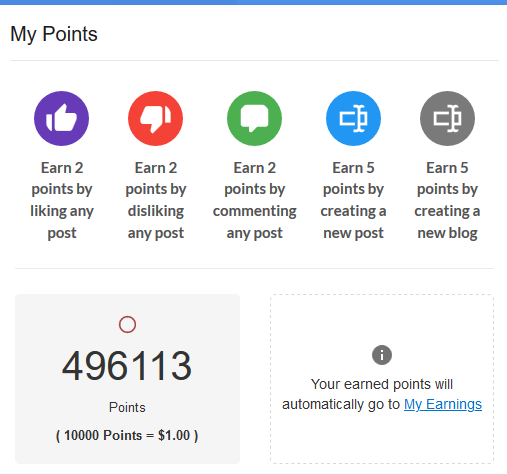 My Points
Earn 2
points by
liking any
post
Earn 2
points by
disliking
any post
Earn 2
points by
commenting
any post
Earn 5
points by
creating a
new post
Earn 5
points by
creating a
new blog
496113
Points
( 10000 Points = $1.00 )
Your earned points will
automatically go to My Earnings